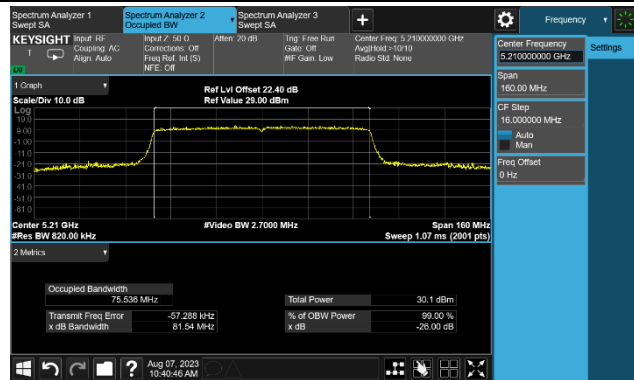 Spectrum Analyzer 1
Swept SA
Spectrum Analyzer 2
Occupied BW
Spectrum Analyzer 3
Swept SA
+
Frequency
KEYSIGHT
T
LXI
Input: RF
Coupling: AC
Align: Auto
Input Z: 50 Ω
Corrections: Off
Freq Ref: Int (S)
NFE: Off
Atten: 20 dB
Trig: Free Run
Gate: Off
#IF Gain: Low
Center Freq: 5.210000000 GHz
Avg|Hold:>10/10
Radio Std: None
Center Frequency
5.210000000 GHz
Settings
Span
160.00 MHz
CF Step
16.000000 MHz
Auto
Man
Freq Offset
0 Hz
1 Graph
Scale/Div 10.0 dB
Ref Lvl Offset 22.40 dB
Ref Value 29.00 dBm
Log
19.0
9.00
-1.00
-11.0
-21.0
-31.0
-41.0
-51.0
-61.0
Center 5.21 GHz
#Res BW 820.00 kHz
#Video BW 2.7000 MHz
Span 160 MHz
Sweep 1.07 ms (2001 pts)
2 Metrics
Occupied Bandwidth
75.536 MHz
Total Power 30.1 dBm
Transmit Freq Error -57.288 kHz
% of OBW Power 99.00 %
x dB Bandwidth 81.54 MHz
x dB -26.00 dB
?
Aug 07, 2023
10:40:46 AM